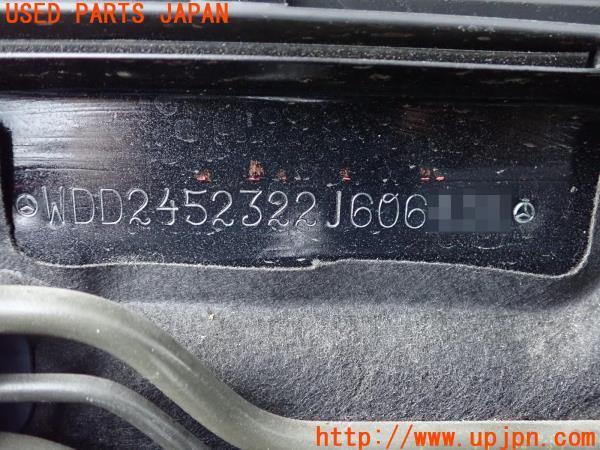 USED PARTS JAPAN
WDD2452322J606
http://www.upjpn.com